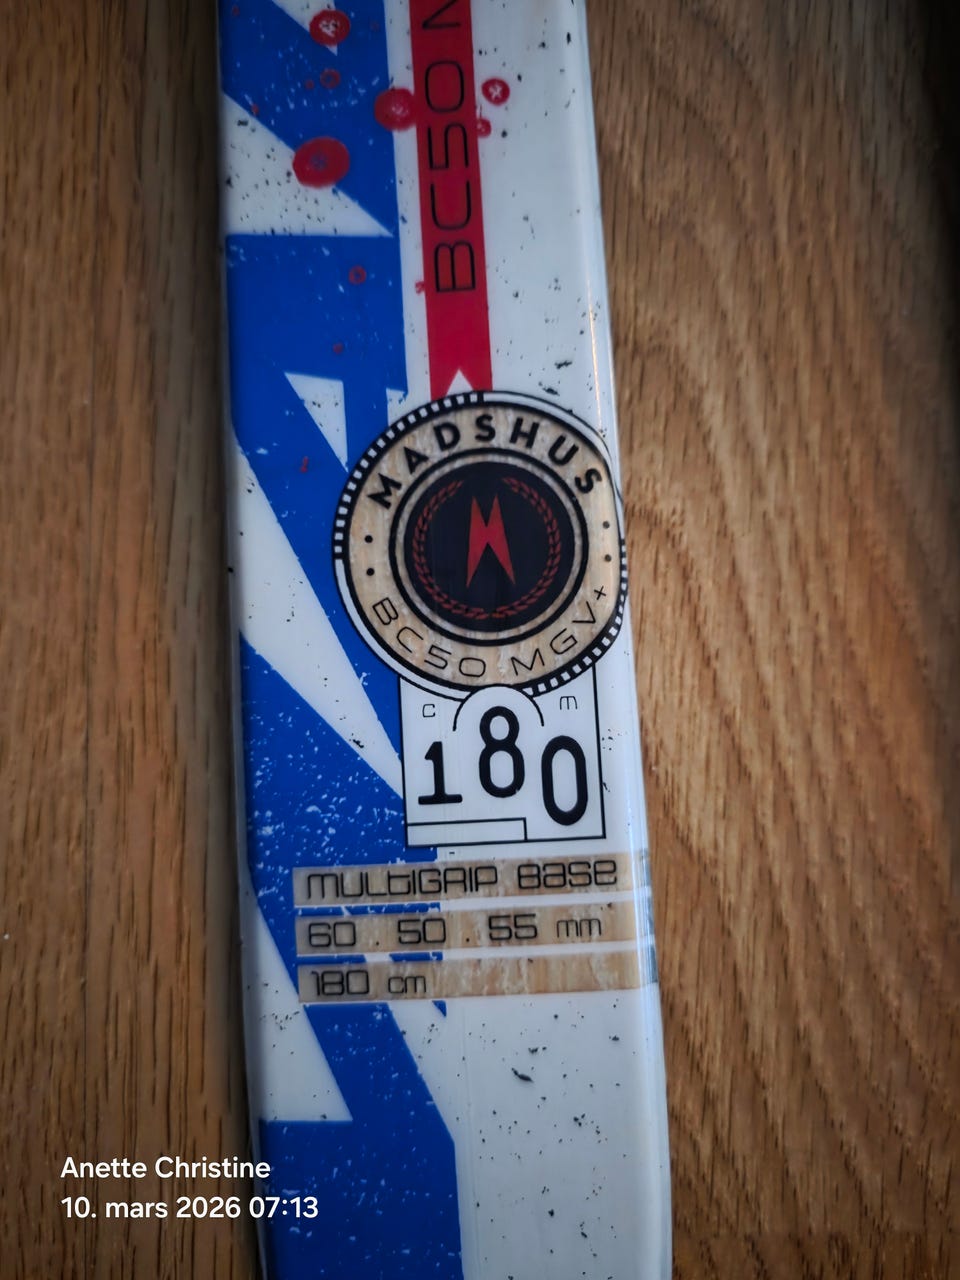 BC50 M
MADSHUS
BC50 MGV+
c m
180
MULTIGRIP BASE
60 . 50 . 55 mm
180 cm
Anette Christine
10. mars 2026 07:13